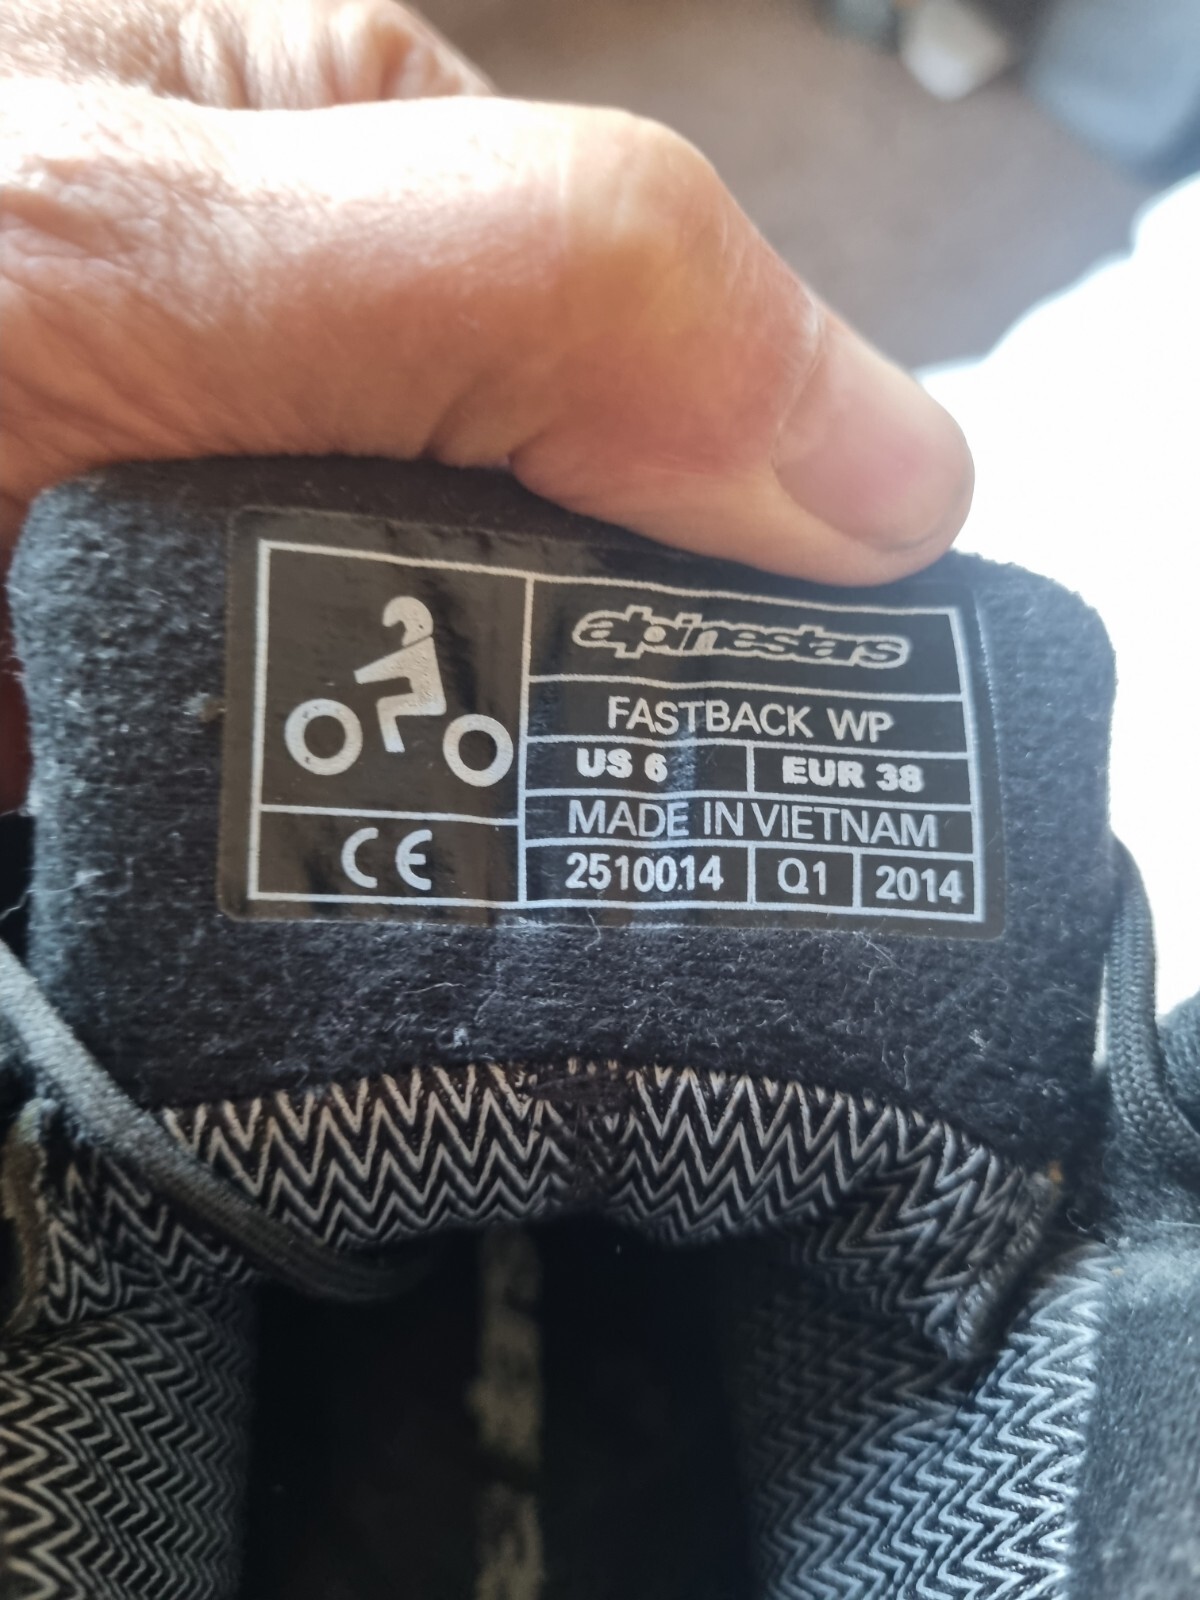 alpinestars
FASTBACK WP
US 6 EUR 38
MADE IN VIETNAM
CE 2510014 Q1 2014